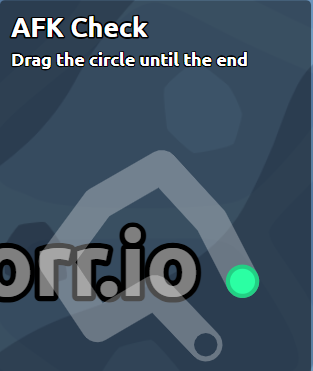 AFK Check
Drag the circle until the end
orr.io